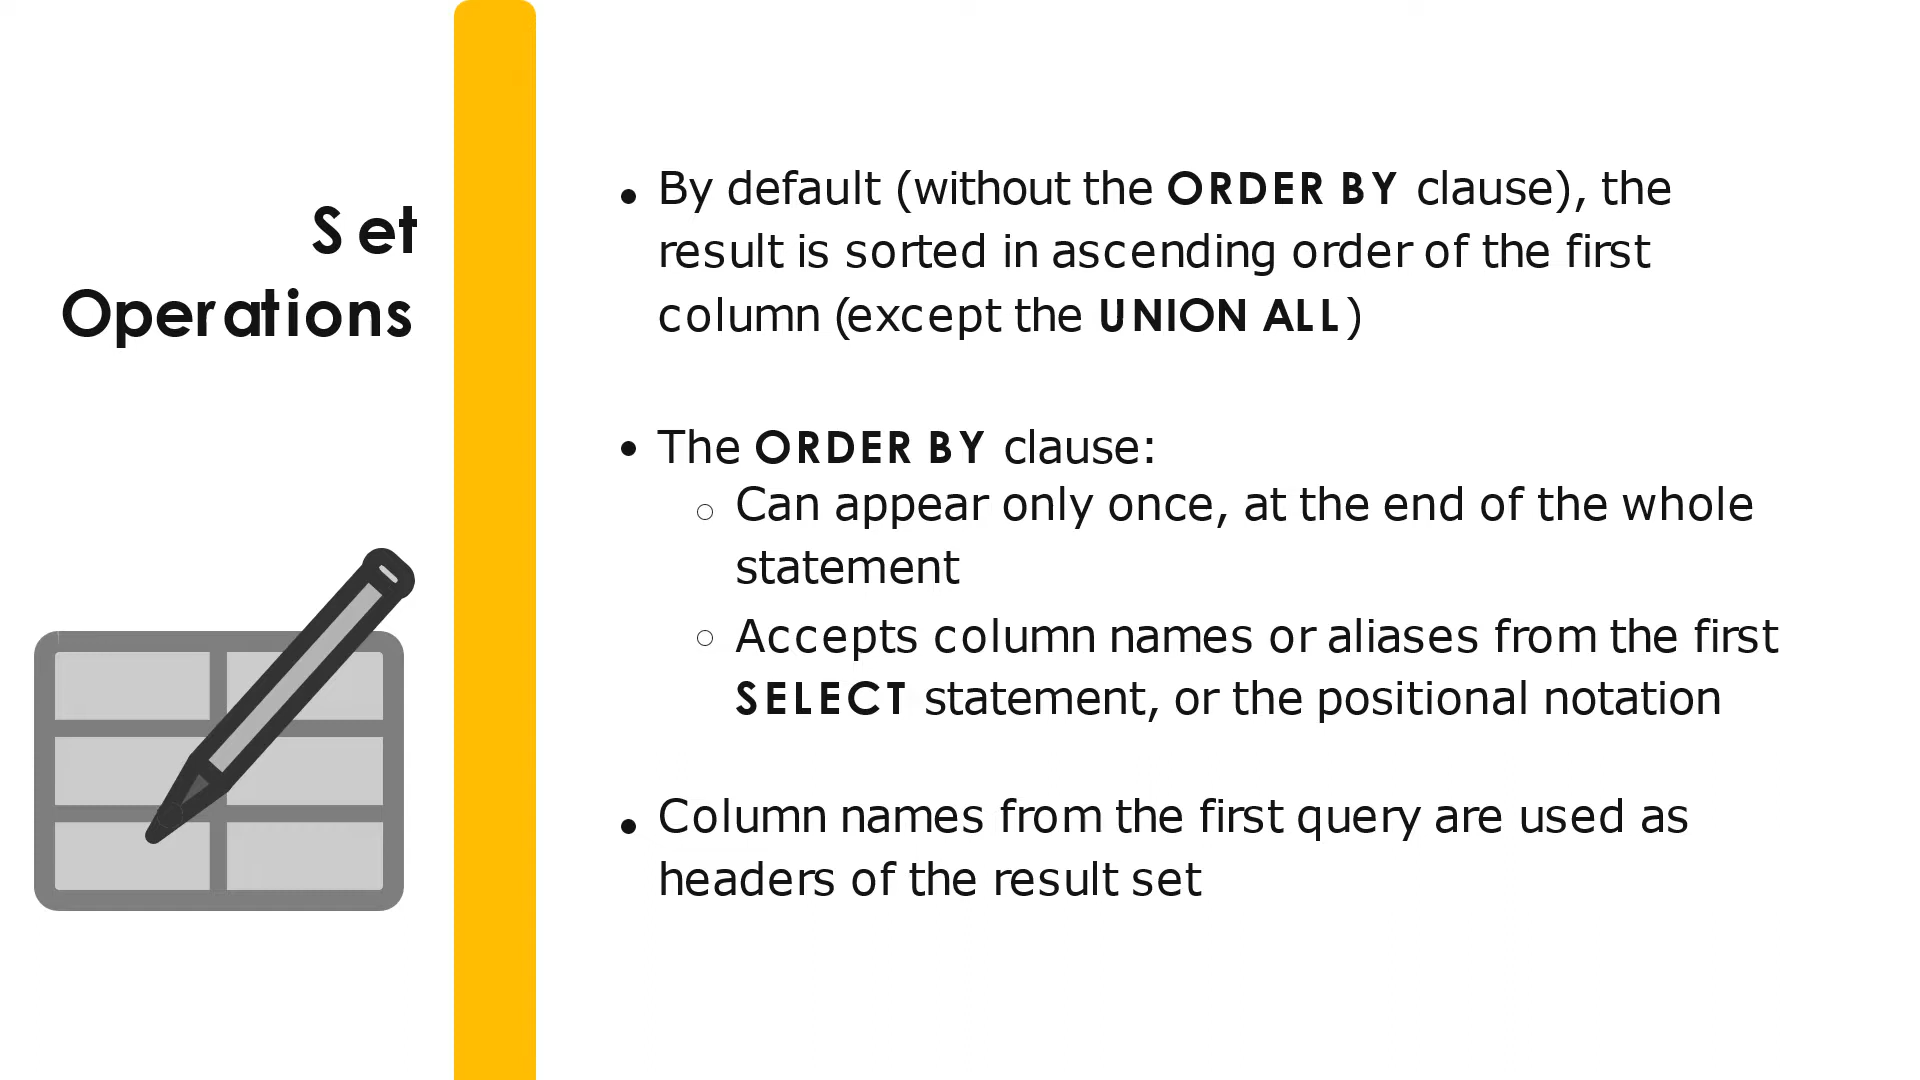 Set
Operations
• By default (without the ORDER BY clause), the
result is sorted in ascending order of the first
column (except the UNION ALL)
• The ORDER BY clause:
○ Can appear only once, at the end of the whole
statement
○ Accepts column names or aliases from the first
SELECT statement, or the positional notation
• Column names from the first query are used as
headers of the result set